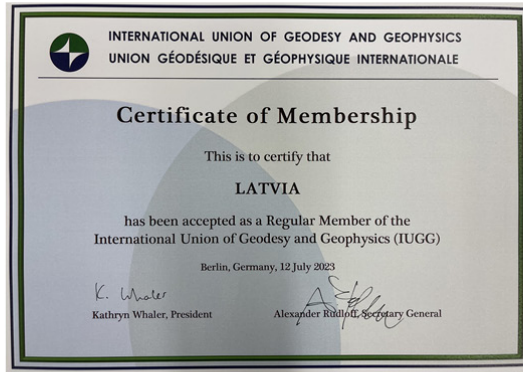 INTERNATIONAL UNION OF GEODESY AND GEOPHYSICS
UNION GÉODÉSIQUE ET GÉOPHYSIQUE INTERNATIONALE
Certificate of Membership
This is to certify that
LATVIA
has been accepted as a Regular Member of the
International Union of Geodesy and Geophysics (IUGG)
Berlin, Germany, 12 July 2023
K. Whaler
Kathryn Whaler, President
Alexander Rudloff, Secretary General